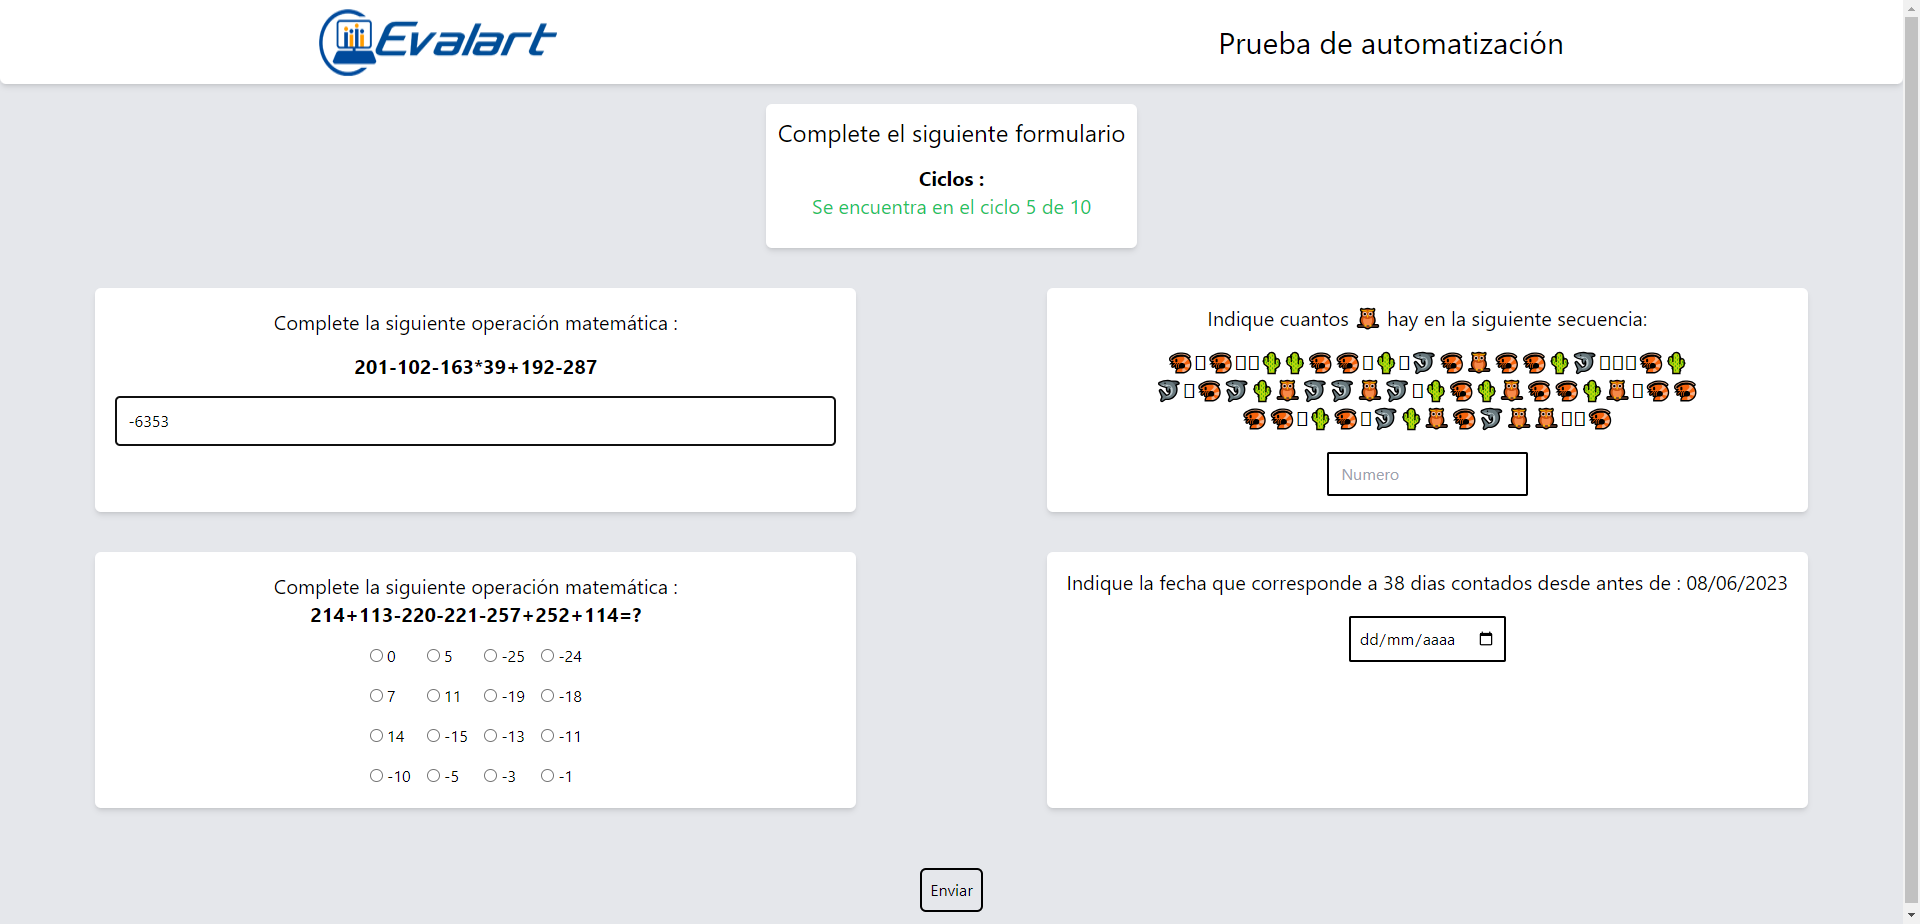 Evalart
Prueba de automatización
Complete el siguiente formulario
Ciclos :
Se encuentra en el ciclo 5 de 10
Complete la siguiente operación matemática :
201-102-163*39+192-287
-6353
Indique cuantos 🦉 hay en la siguiente secuencia:
Numero
Complete la siguiente operación matemática :
214+113-220-221-257+252+114=?
0 5 -25 -24
7 11 -19 -18
14 -15 -13 -11
-10 -5 -3 -1
Indique la fecha que corresponde a 38 dias contados desde antes de : 08/06/2023
dd/mm/aaaa
Enviar